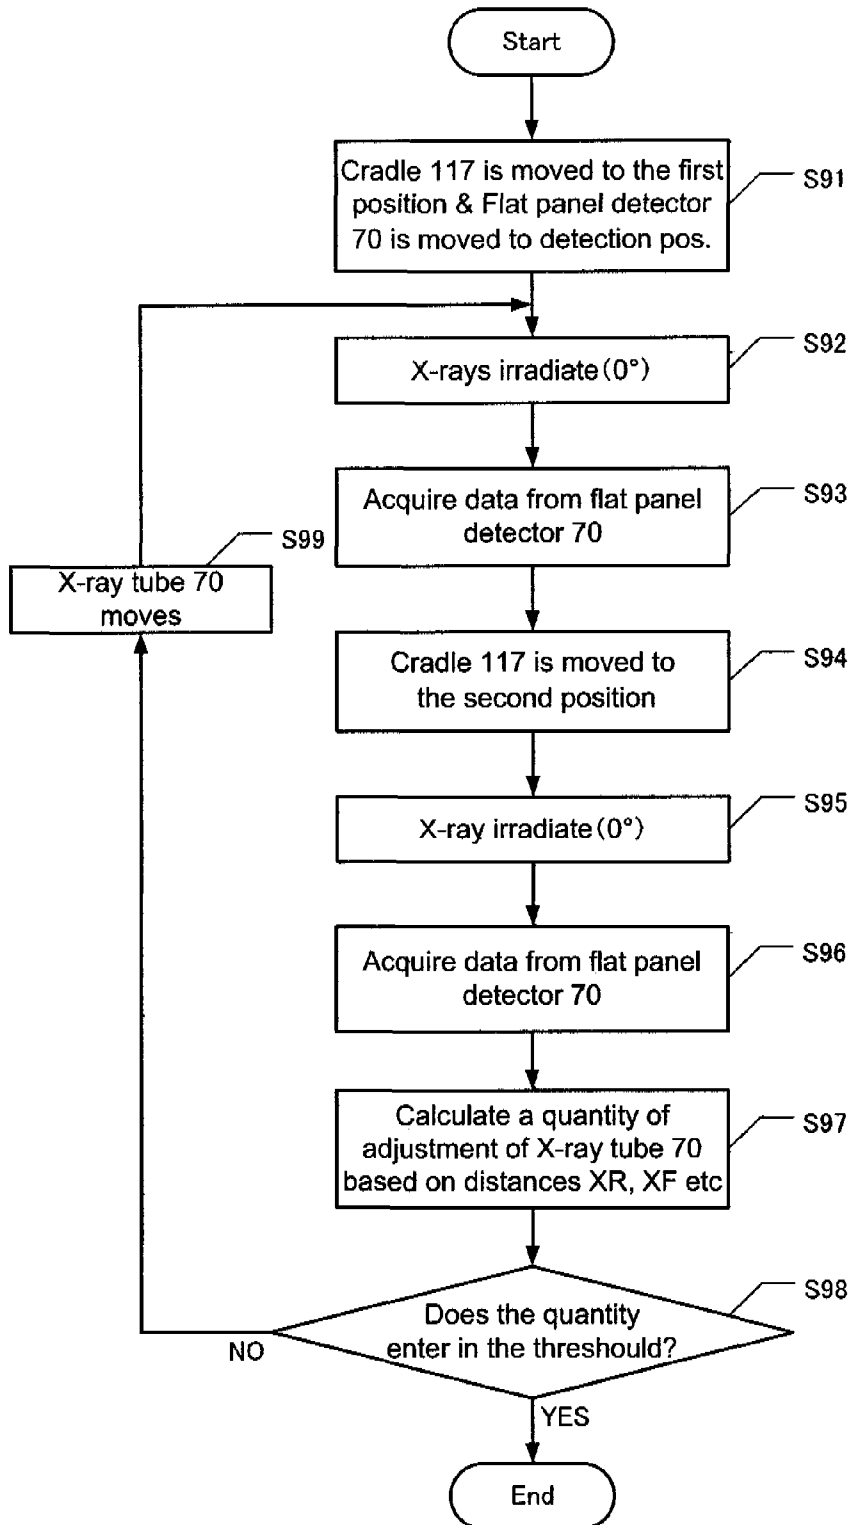 Start
Cradle 117 is moved to the first
position & Flat panel detector
70 is moved to detection pos.
S91
X-rays irradiate(0°)
S92
Acquire data from flat panel
detector 70
S93
X-ray tube 70
moves
S99
Cradle 117 is moved to
the second position
S94
X-ray irradiate(0°)
S95
Acquire data from flat panel
detector 70
S96
Calculate a quantity of
adjustment of X-ray tube 70
based on distances XR, XF etc
S97
Does the quantity
enter in the threshould?
S98
NO
YES
End